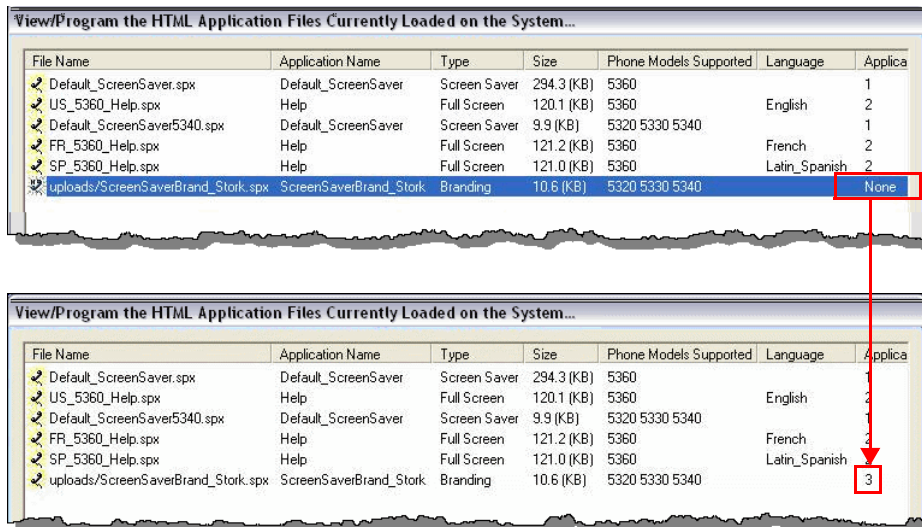 View/Program the HTML Application Files Currently Loaded on the System...
File Name Application Name Type Size Phone Models Supported Language Applica
Default_ScreenSaver.spx Default_ScreenSaver Screen Saver 294.3 (KB) 5360 1
US_5360_Help.spx Help Full Screen 120.1 (KB) 5360 English 2
Default_ScreenSaver5340.spx Default_ScreenSaver Screen Saver 9.9 (KB) 5320 5330 5340 1
FR_5360_Help.spx Help Full Screen 121.2 (KB) 5360 French 2
SP_5360_Help.spx Help Full Screen 121.0 (KB) 5360 Latin_Spanish 2
uploads/ScreenSaverBrand_Stork.spx ScreenSaverBrand_Stork Branding 10.6 (KB) 5320 5330 5340 None
View/Program the HTML Application Files Currently Loaded on the System...
File Name Application Name Type Size Phone Models Supported Language Applica
Default_ScreenSaver.spx Default_ScreenSaver Screen Saver 294.3 (KB) 5360 1
US_5360_Help.spx Help Full Screen 120.1 (KB) 5360 English 2
Default_ScreenSaver5340.spx Default_ScreenSaver Screen Saver 9.9 (KB) 5320 5330 5340 1
FR_5360_Help.spx Help Full Screen 121.2 (KB) 5360 French 2
SP_5360_Help.spx Help Full Screen 121.0 (KB) 5360 Latin_Spanish
uploads/ScreenSaverBrand_Stork.spx ScreenSaverBrand_Stork Branding 10.6 (KB) 5320 5330 5340 3